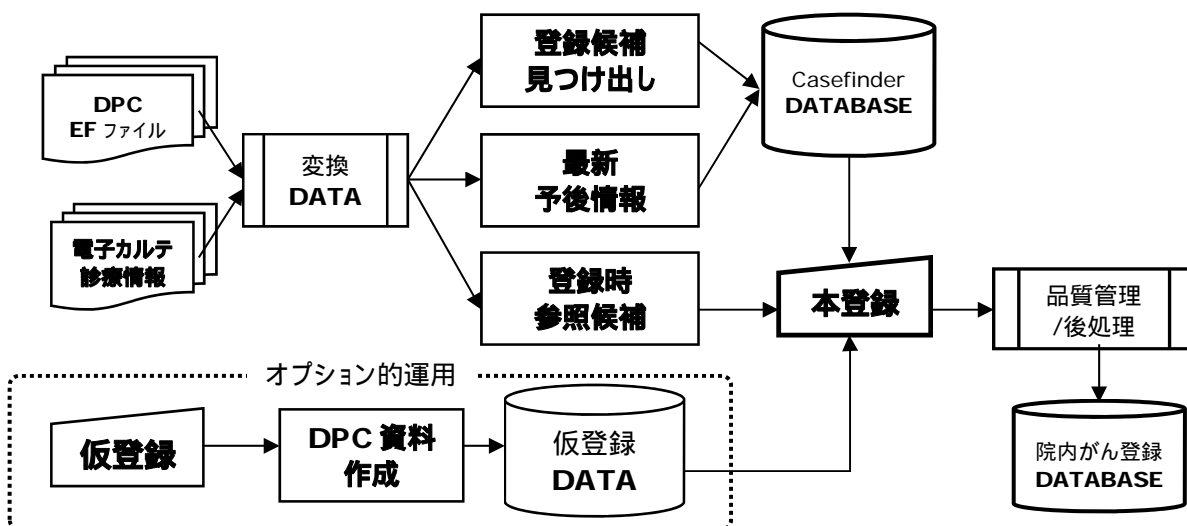 DPC
EF ファイル
電子カルテ
診療情報
変換
DATA
登録候補
見つけ出し
最新
予後情報
登録時
参照候補
Casefinder
DATABASE
本登録
品質管理
/後処理
院内がん登録
DATABASE
オプション的運用
仮登録
DPC 資料
作成
仮登録
DATA